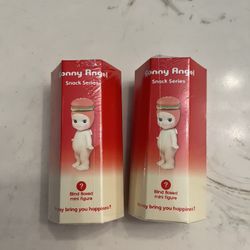 Sonny Angel
Snack Series
?
Blind Boxed
mini figure
may bring you happiness!
Sonny Angel
Snack Series
?
Blind Boxed
mini figure
may bring you happiness!